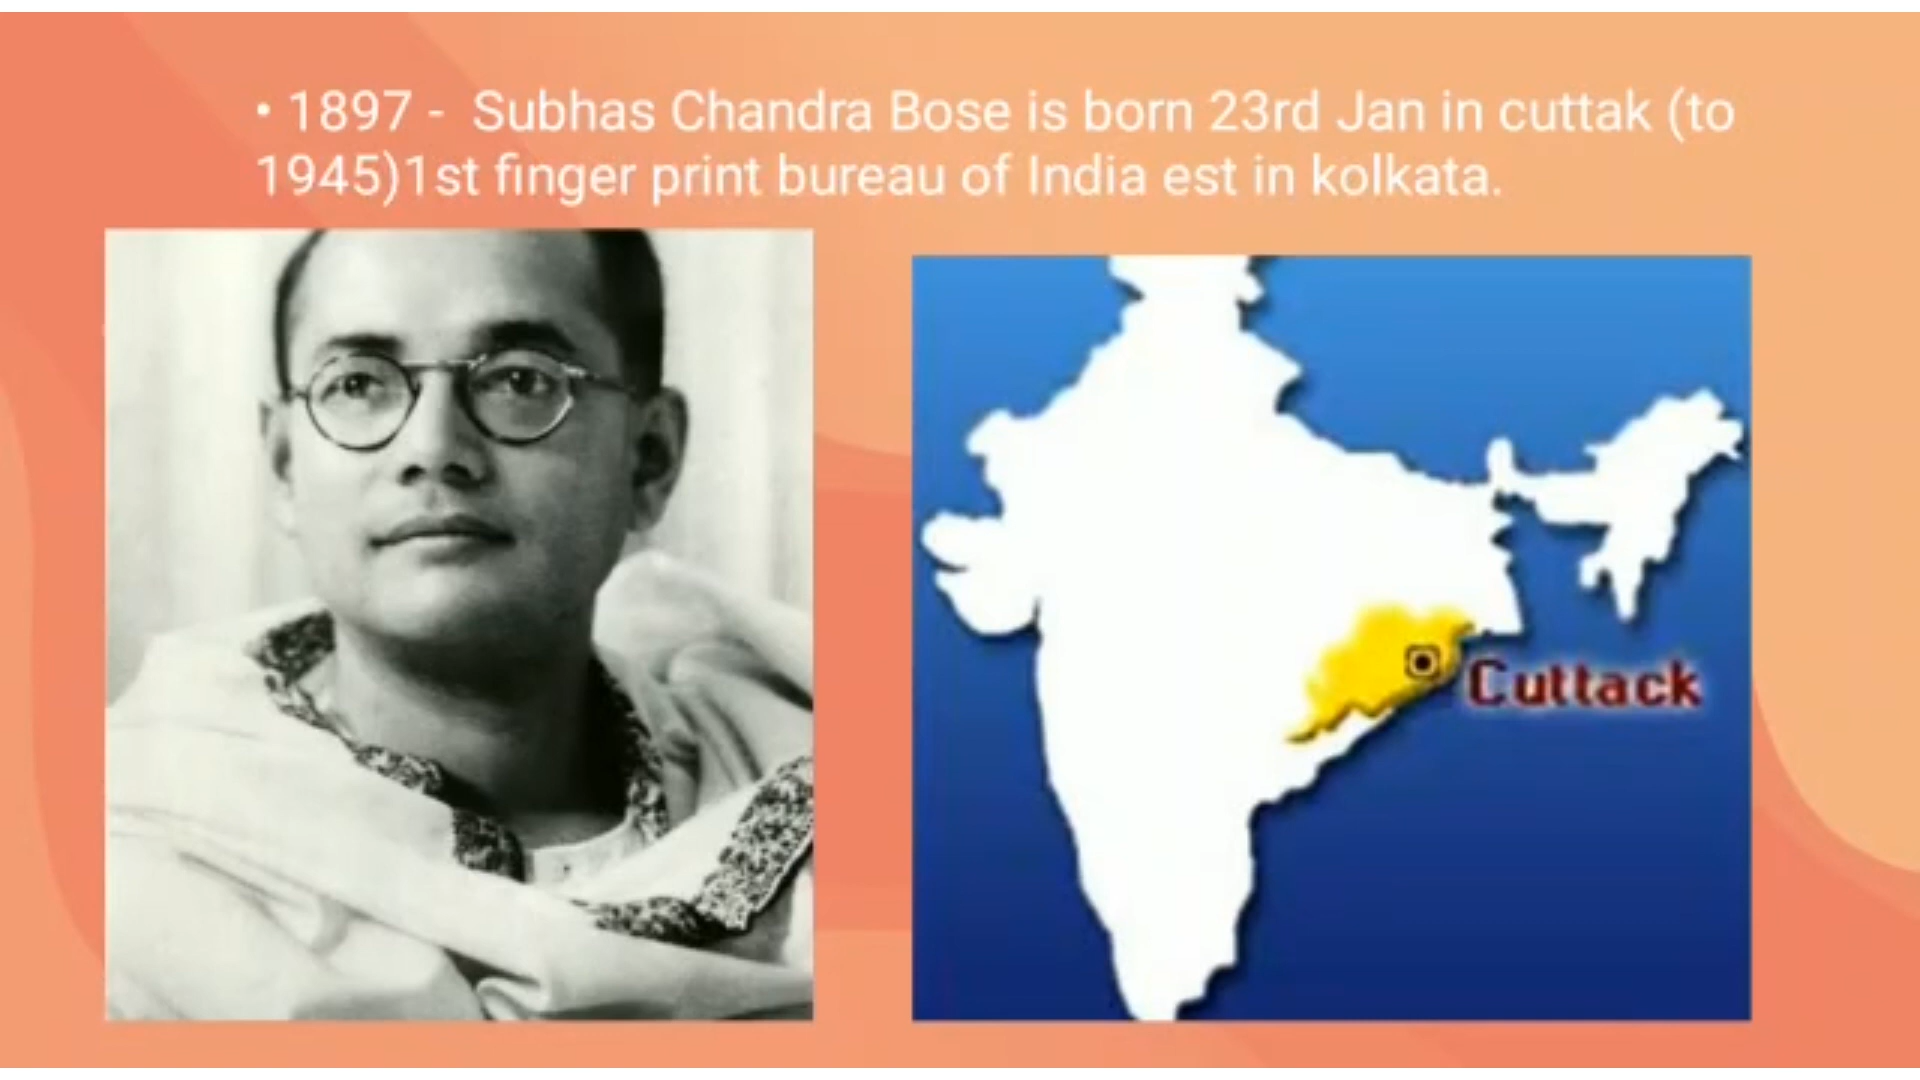 • 1897 - Subhas Chandra Bose is born 23rd Jan in cuttak (to
1945)1st finger print bureau of India est in kolkata.
Cuttack